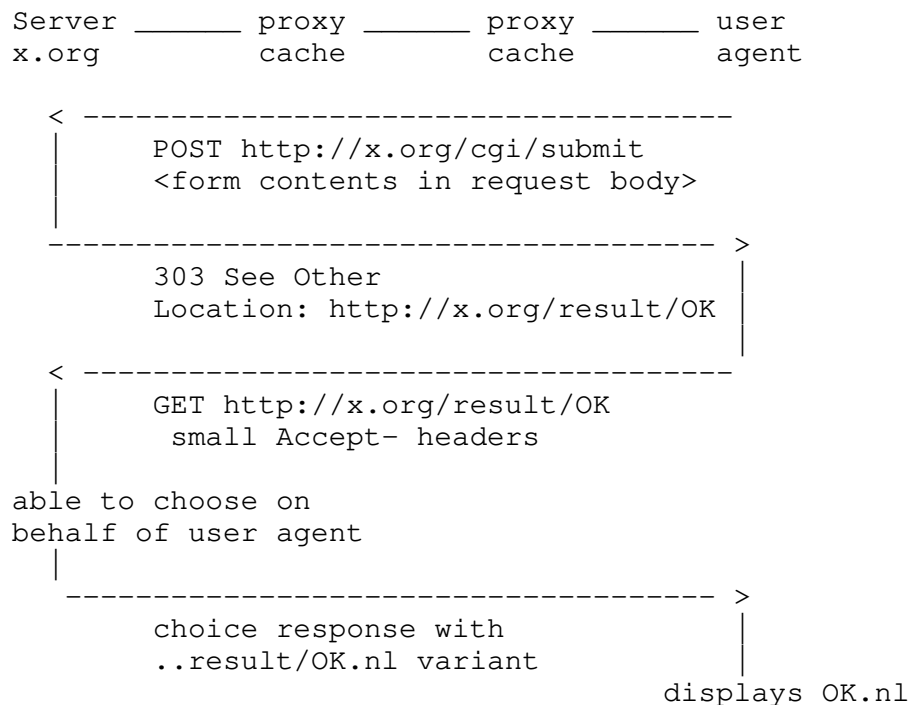 Server ______ proxy ______ proxy ______ user
x.org cache cache agent
< -------------------------------------
POST http://x.org/cgi/submit
<form contents in request body>
-------------------------------------- >
303 See Other
Location: http://x.org/result/OK
< -------------------------------------
GET http://x.org/result/OK
small Accept- headers
able to choose on
behalf of user agent
------------------------------------- >
choice response with
..result/OK.nl variant
displays OK.nl